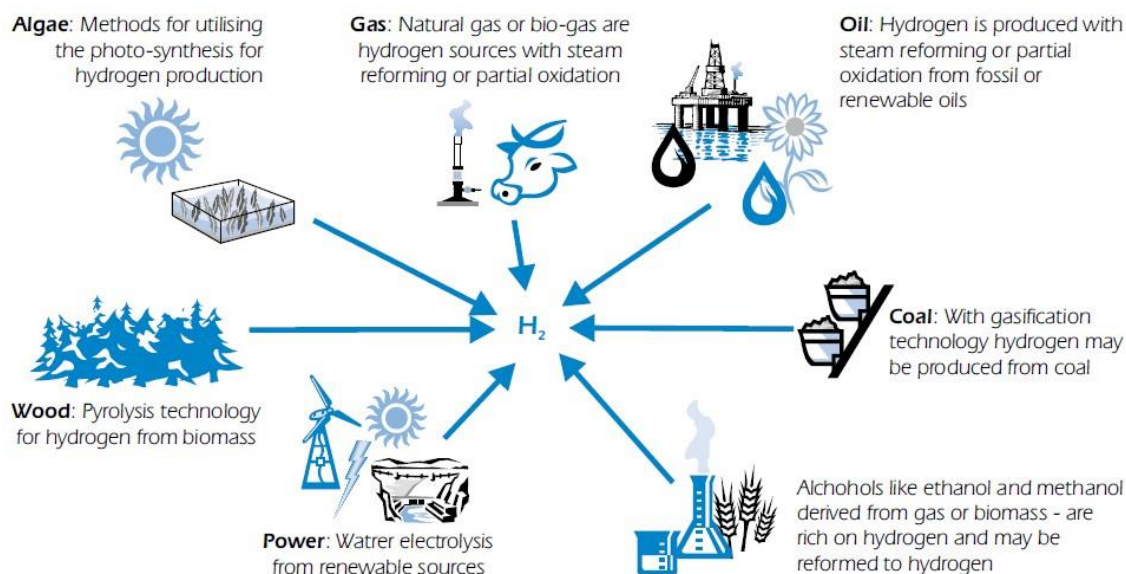 Algae: Methods for utilising
the photo-synthesis for
hydrogen production
Gas: Natural gas or bio-gas are
hydrogen sources with steam
reforming or partial oxidation
Oil: Hydrogen is produced with
steam reforming or partial
oxidation from fossil or
renewable oils
H₂
Coal: With gasification
technology hydrogen may
be produced from coal
Wood: Pyrolysis technology
for hydrogen from biomass
Power: Watrer electrolysis
from renewable sources
Alchohols like ethanol and methanol
derived from gas or biomass - are
rich on hydrogen and may be
reformed to hydrogen